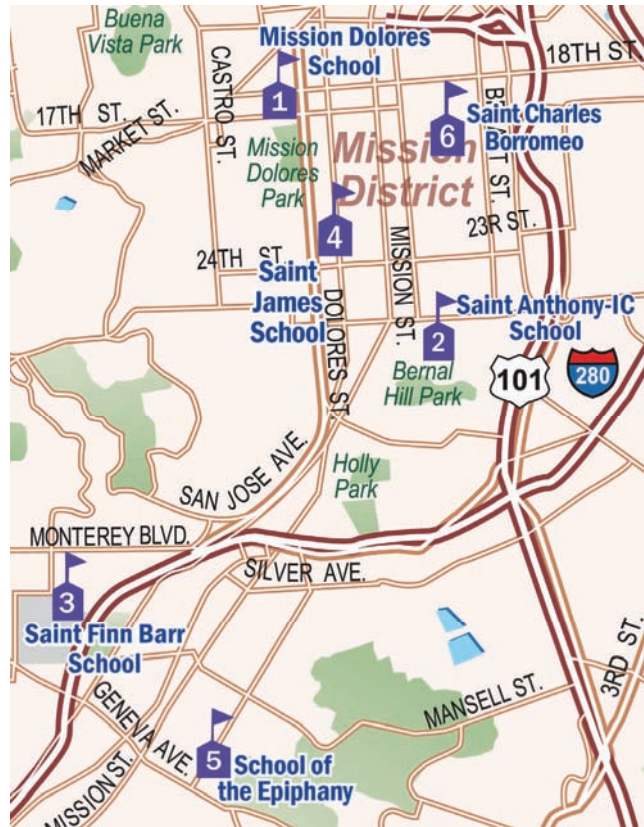 Buena
Vista Park
Mission Dolores
School
18TH ST
CASTRO ST.
1
17TH ST.
MARKET ST.
6
Saint Charles
Borromeo
Mission
Dolores
Park
Mission
District
4
23R ST.
24TH ST.
MISSION ST.
Saint
James
School
DOLORES ST.
Saint Anthony-IC
School
2
Bernal
Hill Park
101
280
SAN JOSE AVE.
Holly
Park
MONTEREY BLVD.
SILVER AVE.
3
Saint Finn Barr
School
3RD ST.
MANSELL ST.
GENEVA AVE.
5
School of
the Epiphany
MISSION ST.